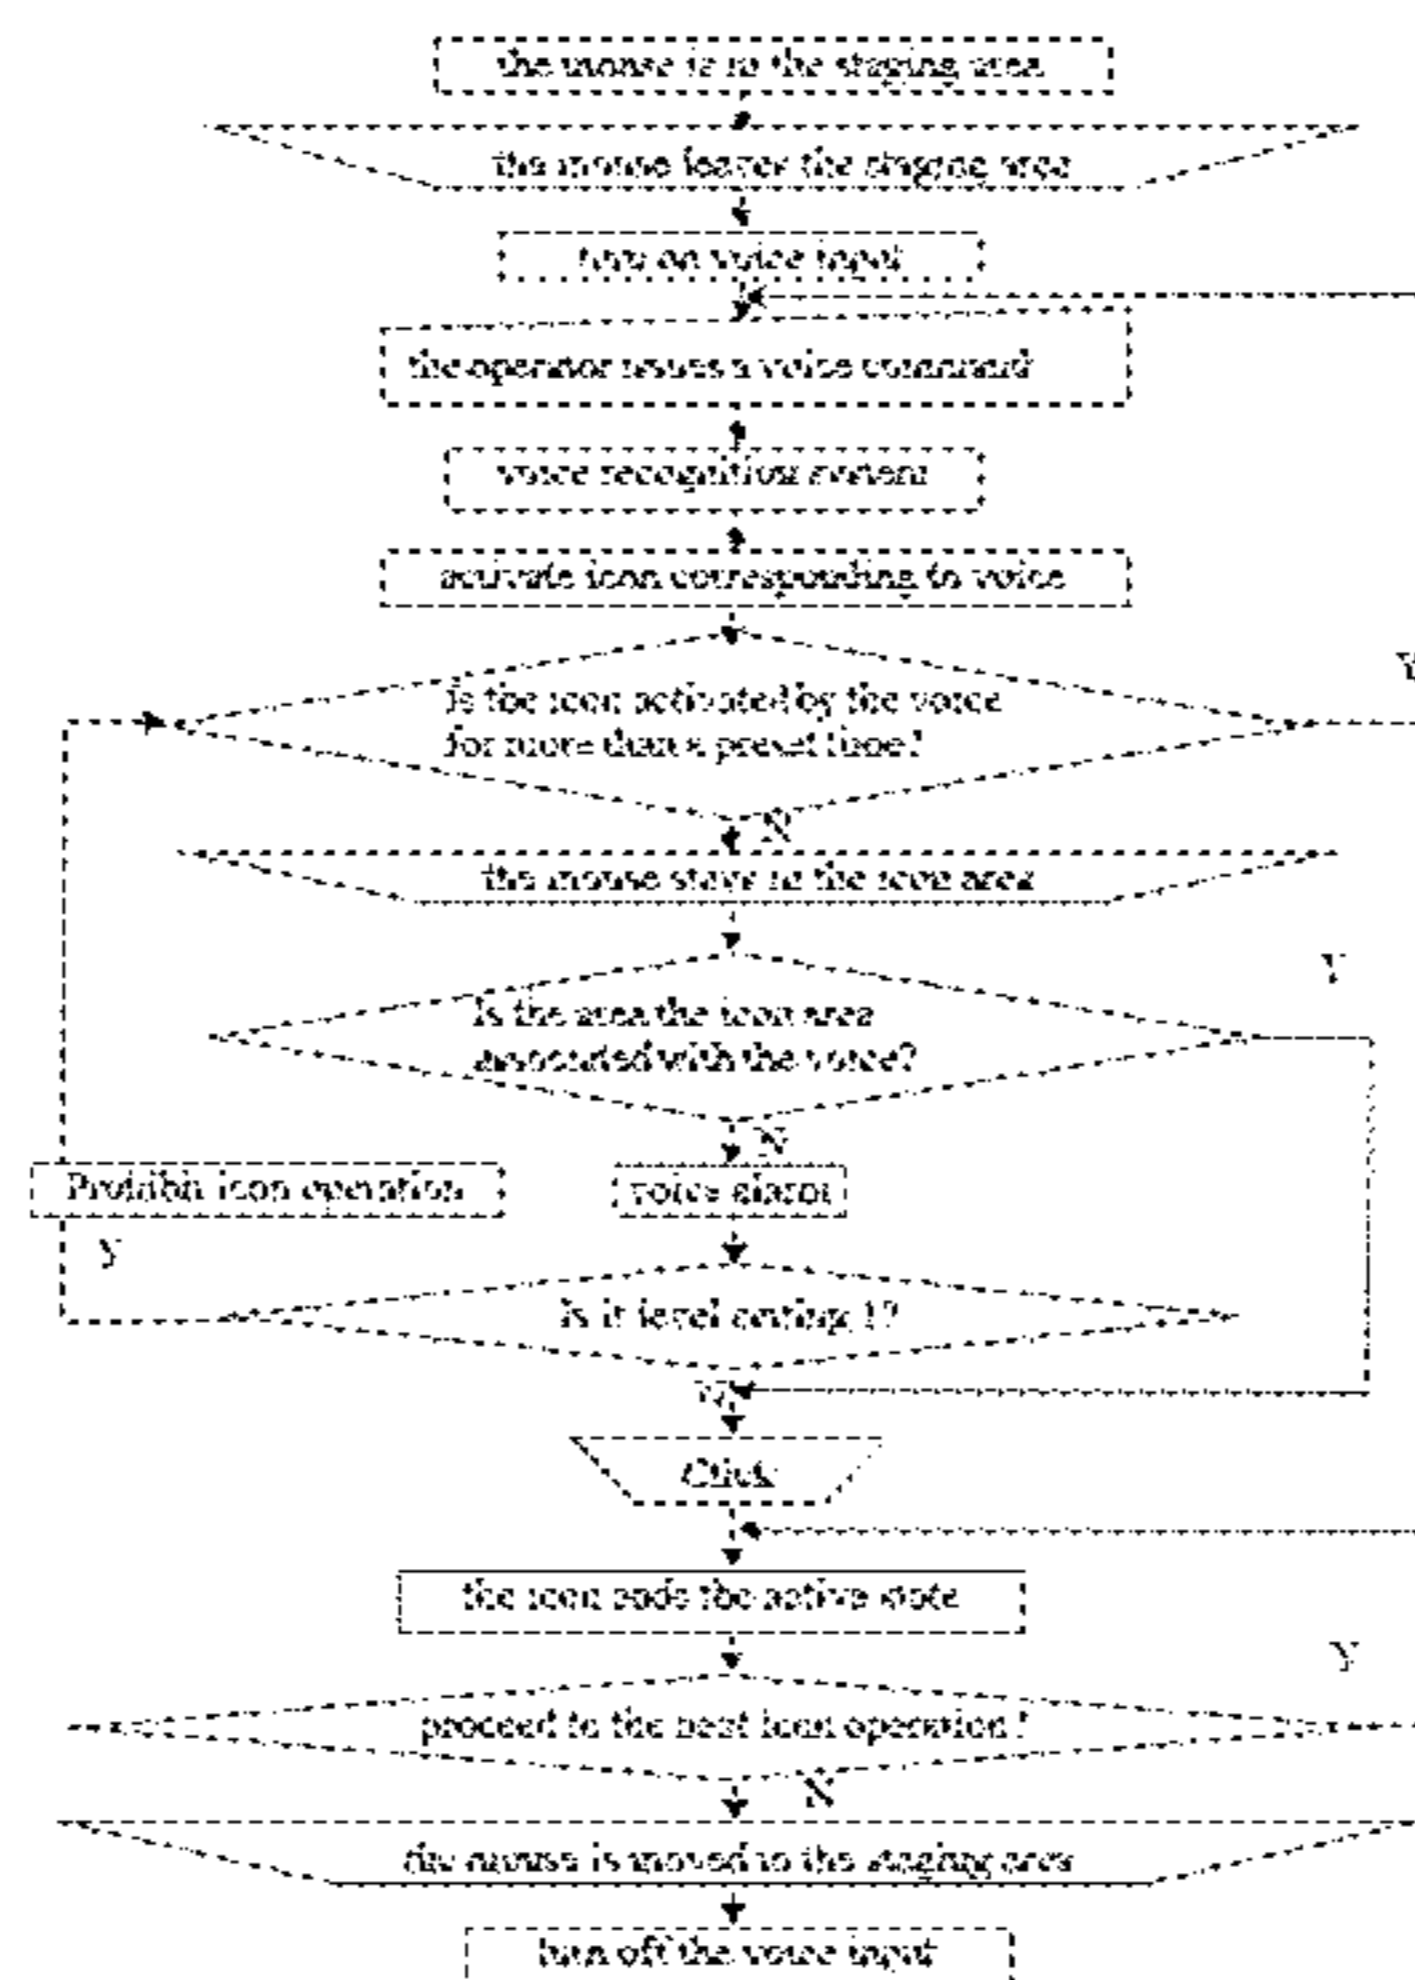 the mouse is in the staging area
the mouse leaves the staging area
turn on voice input
the operator issues a voice command
voice recognition system
activate icon corresponding to voice
Is the icon activated by the voice
for more than a preset time?
Y
N
the mouse stays in the icon area
Y
Is the area the icon area
associated with the voice?
N
Prohibit icon operation
voice alarm
Y
Is it level setting 1?
N
Click
the icon ends the active state
Y
proceed to the next icon operation?
N
the mouse is moved to the staging area
turn off the voice input